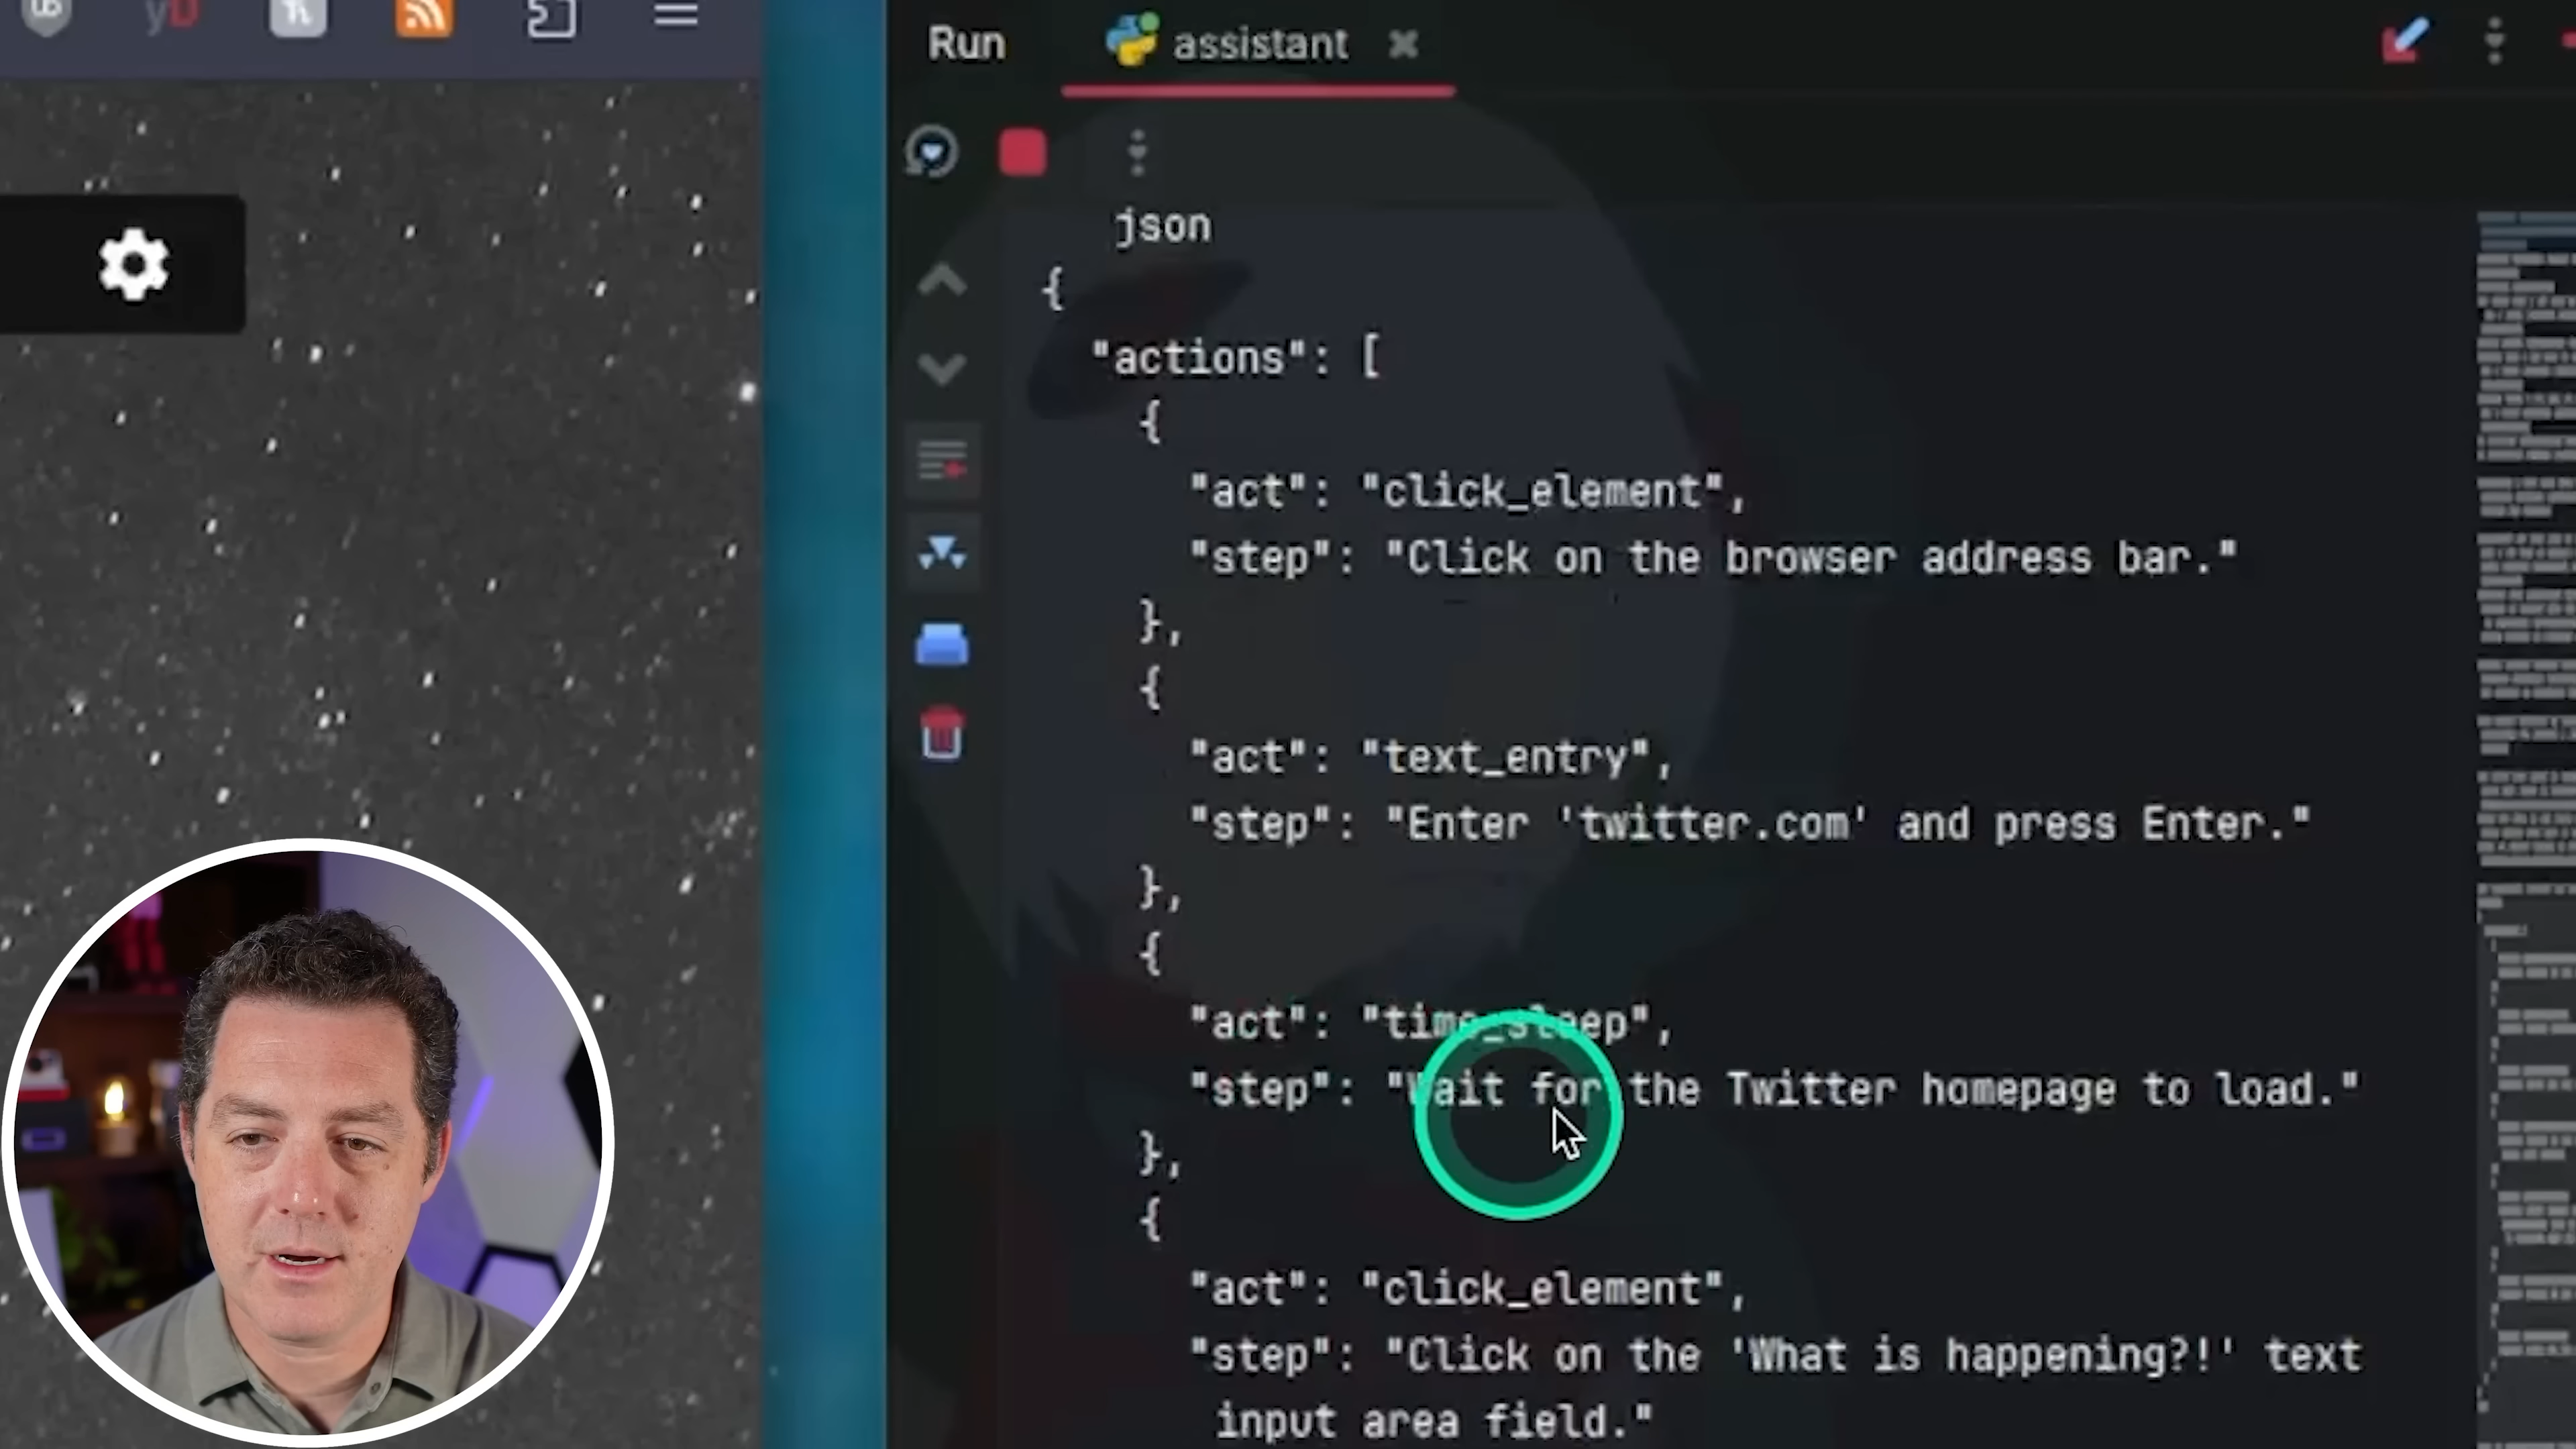 Run
assistant
json
{
"actions": [
{
"act": "click_element",
"step": "Click on the browser address bar."
},
{
"act": "text_entry",
"step": "Enter 'twitter.com' and press Enter."
},
{
"act": "time_sleep",
"step": "Wait for the Twitter homepage to load."
},
{
"act": "click_element",
"step": "Click on the 'What is happening?!' text
input area field."